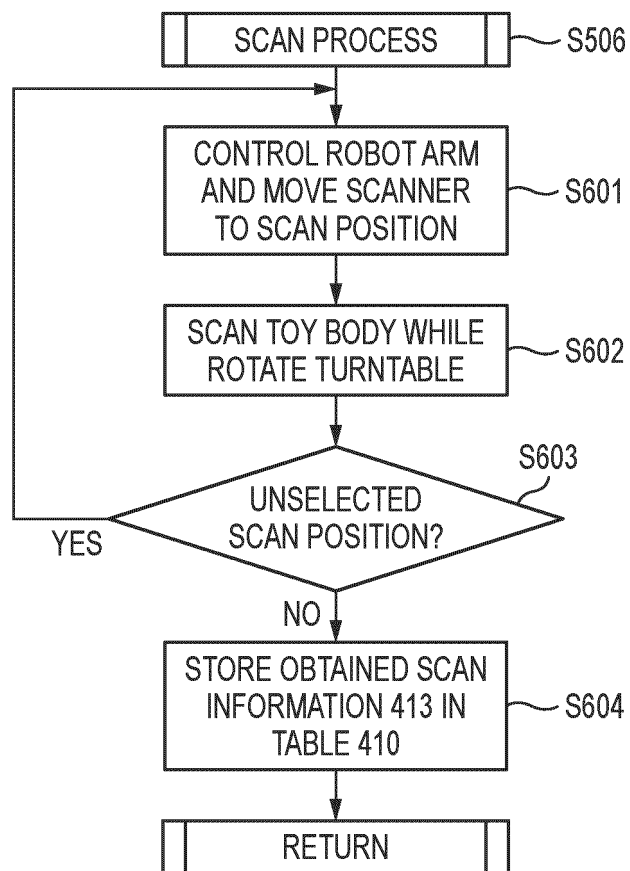 SCAN PROCESS
S506
CONTROL ROBOT ARM
AND MOVE SCANNER
TO SCAN POSITION
S601
SCAN TOY BODY WHILE
ROTATE TURNTABLE
S602
S603
UNSELECTED
SCAN POSITION?
YES
NO
STORE OBTAINED SCAN
INFORMATION 413 IN
TABLE 410
S604
RETURN